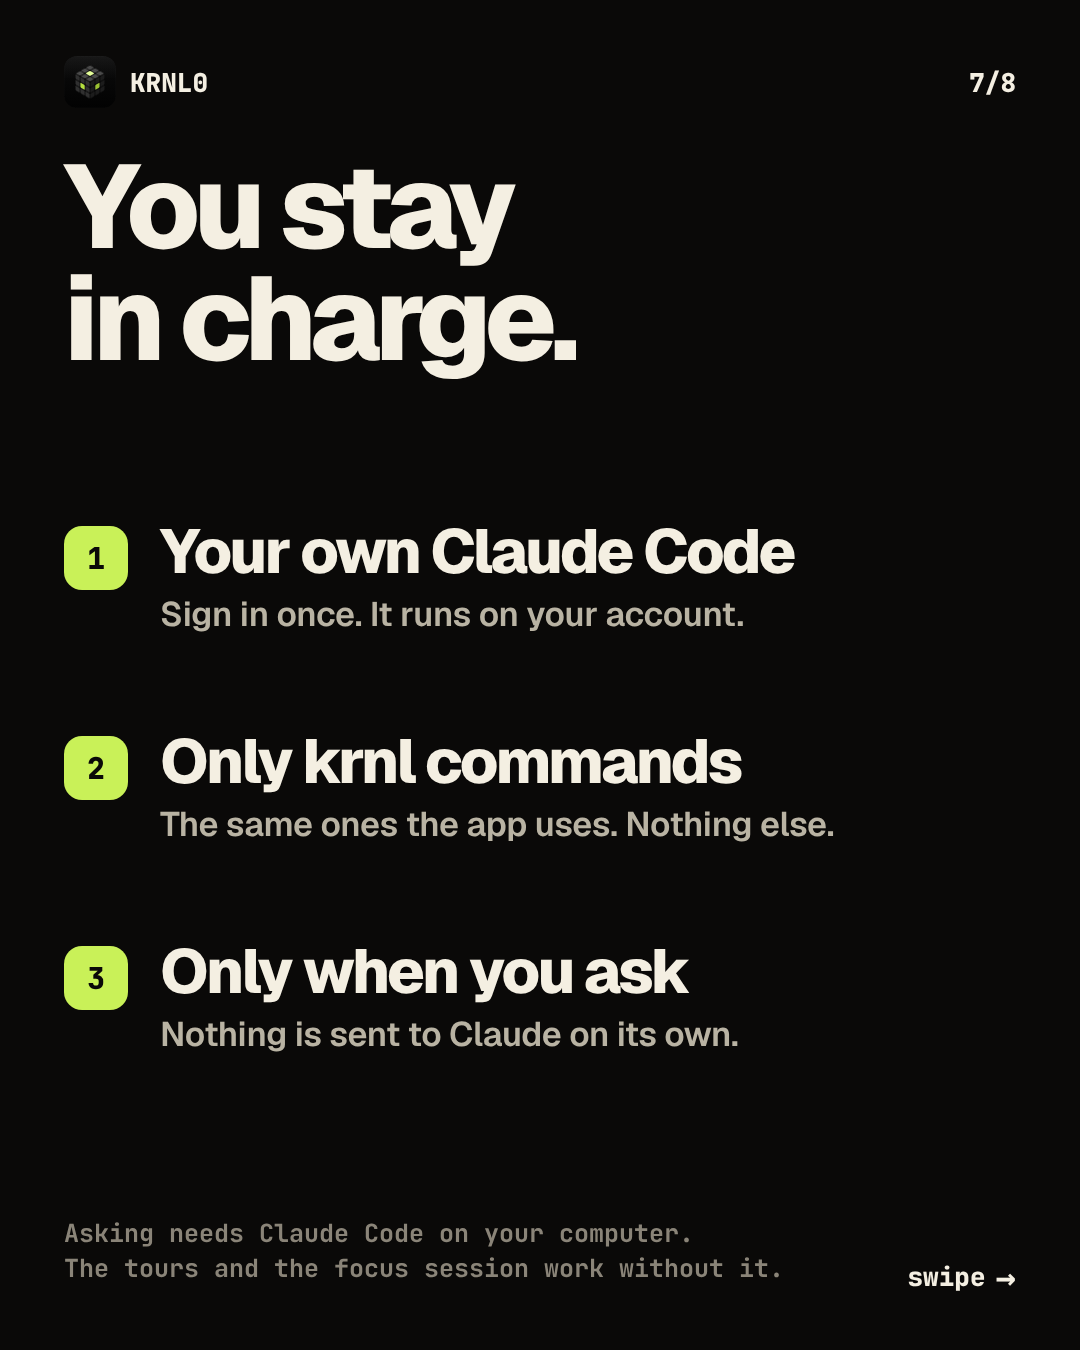 KRNL0
7/8
You stay
in charge.
1
Your own Claude Code
Sign in once. It runs on your account.
2
Only krnl commands
The same ones the app uses. Nothing else.
3
Only when you ask
Nothing is sent to Claude on its own.
Asking needs Claude Code on your computer.
The tours and the focus session work without it.
swipe →